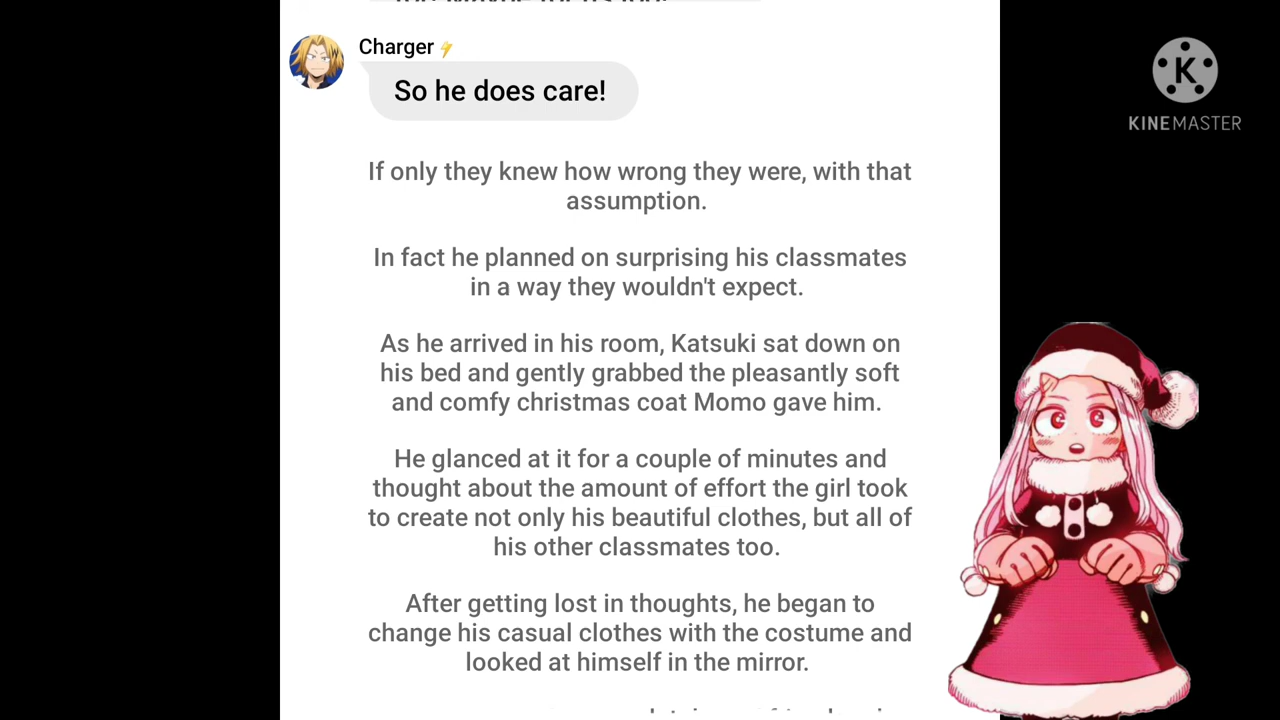 Charger⚡
So he does care!
If only they knew how wrong they were, with that
assumption.
In fact he planned on surprising his classmates
in a way they wouldn't expect.
As he arrived in his room, Katsuki sat down on
his bed and gently grabbed the pleasantly soft
and comfy christmas coat Momo gave him.
He glanced at it for a couple of minutes and
thought about the amount of effort the girl took
to create not only his beautiful clothes, but all of
his other classmates too.
After getting lost in thoughts, he began to
change his casual clothes with the costume and
looked at himself in the mirror.
K
KINEMASTER